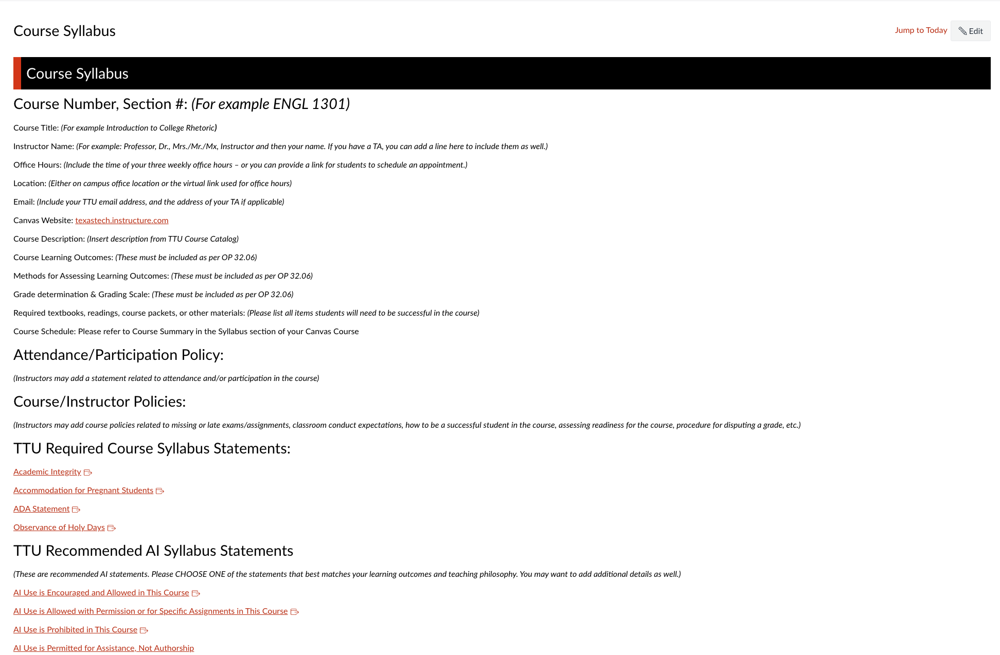 Course Syllabus
Jump to Today
Edit
Course Syllabus
Course Number, Section #: (For example ENGL 1301)
Course Title: (For example Introduction to College Rhetoric)
Instructor Name: (For example: Professor, Dr., Mrs./Mr./Mx, Instructor and then your name. If you have a TA, you can add a line here to include them as well.)
Office Hours: (Include the time of your three weekly office hours – or you can provide a link for students to schedule an appointment.)
Location: (Either on campus office location or the virtual link used for office hours)
Email: (Include your TTU email address, and the address of your TA if applicable)
Canvas Website: texastech.instructure.com
Course Description: (Insert description from TTU Course Catalog)
Course Learning Outcomes: (These must be included as per OP 32.06)
Methods for Assessing Learning Outcomes: (These must be included as per OP 32.06)
Grade determination & Grading Scale: (These must be included as per OP 32.06)
Required textbooks, readings, course packets, or other materials: (Please list all items students will need to be successful in the course)
Course Schedule: Please refer to Course Summary in the Syllabus section of your Canvas Course
Attendance/Participation Policy:
(Instructors may add a statement related to attendance and/or participation in the course)
Course/Instructor Policies:
(Instructors may add course policies related to missing or late exams/assignments, classroom conduct expectations, how to be a successful student in the course, assessing readiness for the course, procedure for disputing a grade, etc.)
TTU Required Course Syllabus Statements:
Academic Integrity
Accommodation for Pregnant Students
ADA Statement
Observance of Holy Days
TTU Recommended AI Syllabus Statements
(These are recommended AI statements. Please CHOOSE ONE of the statements that best matches your learning outcomes and teaching philosophy. You may want to add additional details as well.)
AI Use is Encouraged and Allowed in This Course
AI Use is Allowed with Permission or for Specific Assignments in This Course
AI Use is Prohibited in This Course
AI Use is Permitted for Assistance, Not Authorship